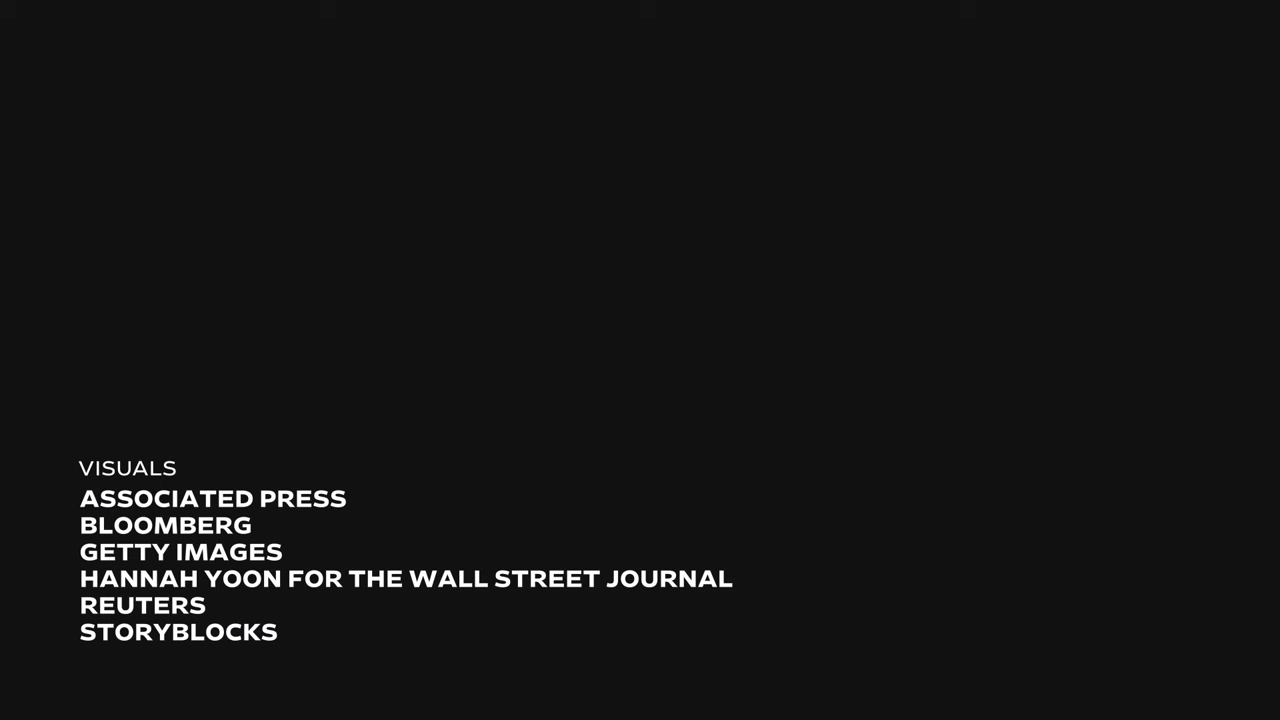 VISUALS
ASSOCIATED PRESS
BLOOMBERG
GETTY IMAGES
HANNAH YOON FOR THE WALL STREET JOURNAL
REUTERS
STORYBLOCKS